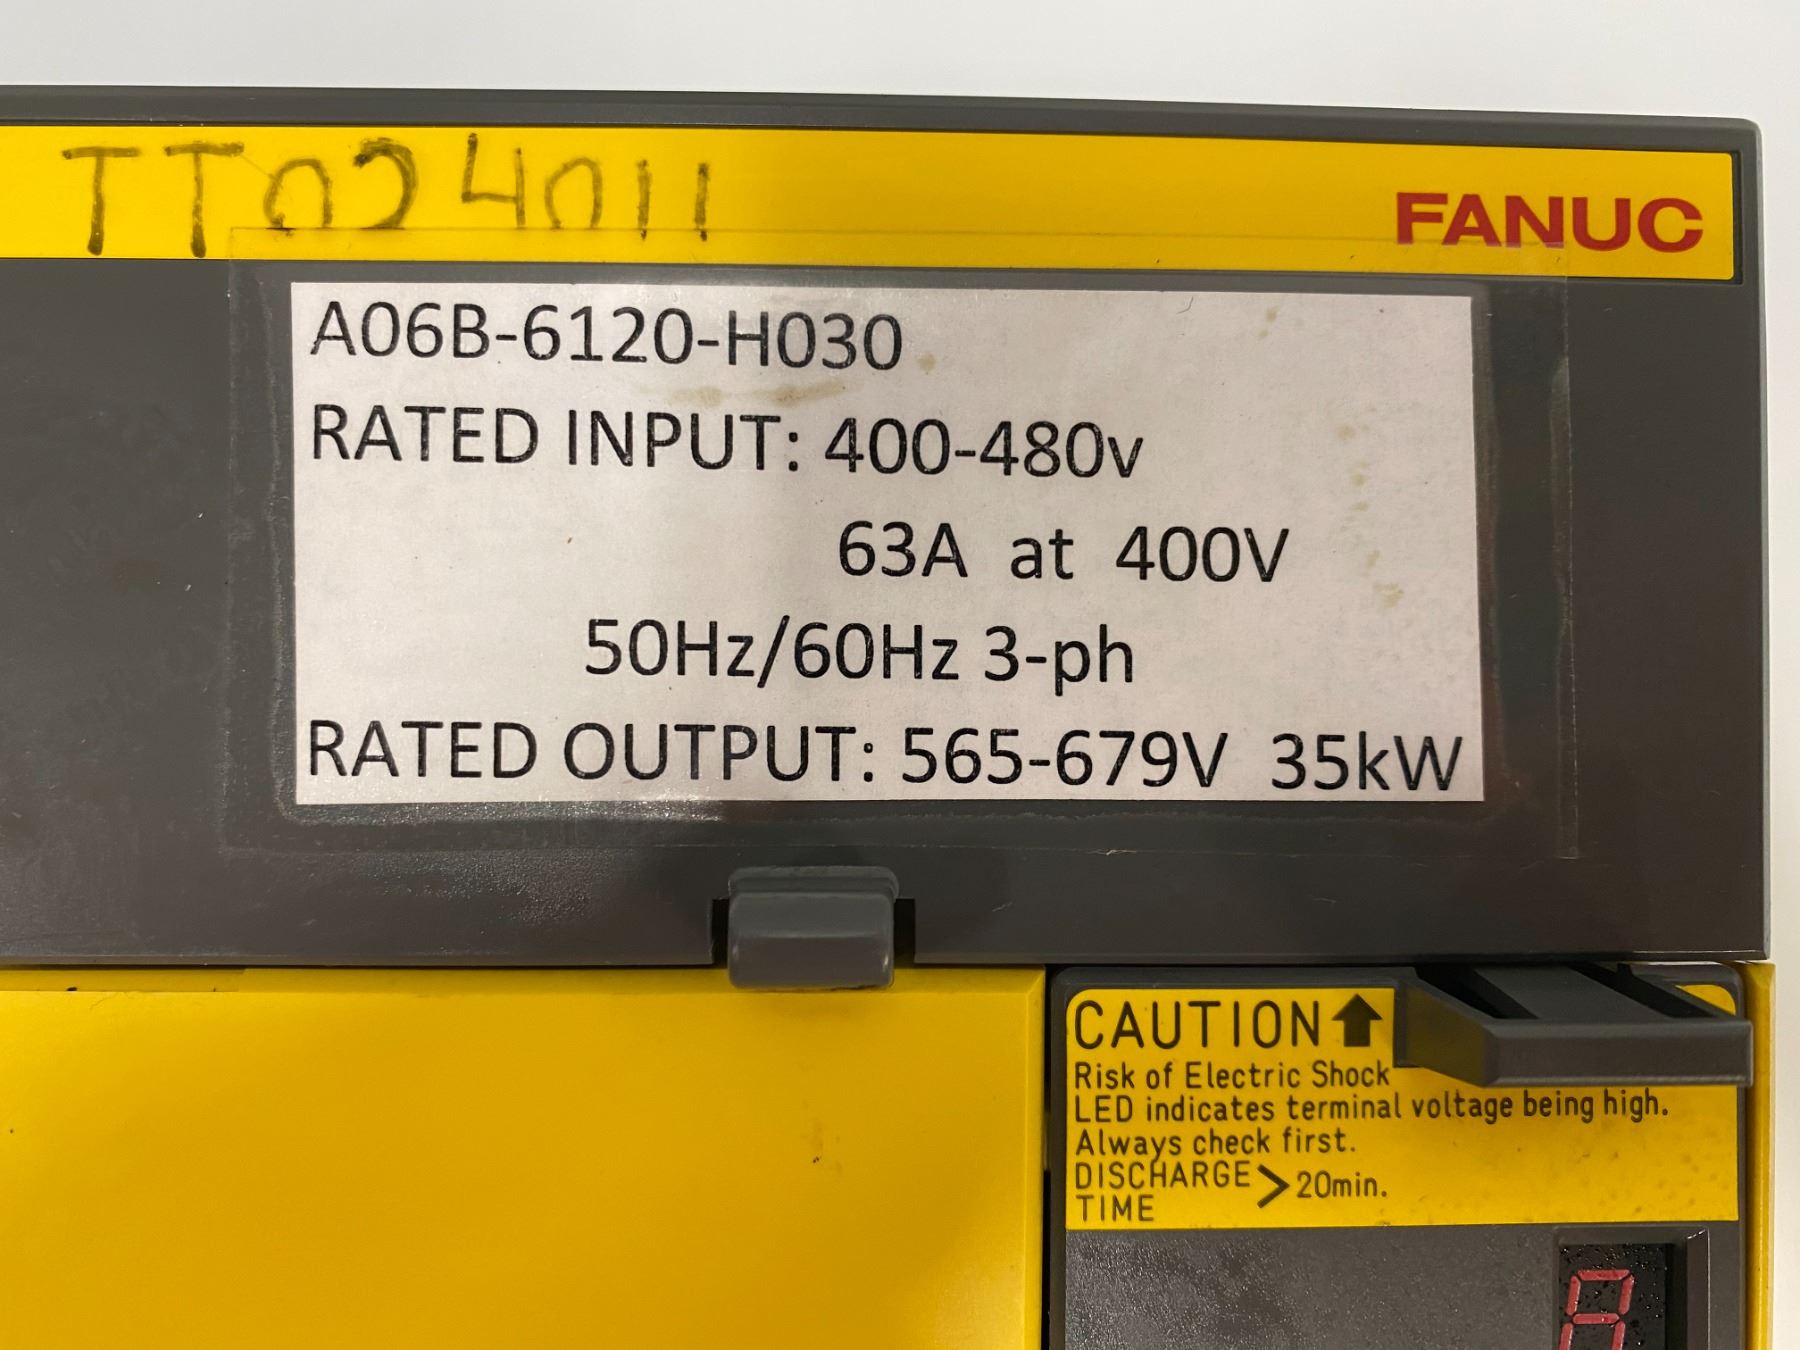 TT024011
FANUC
A06B-6120-H030
RATED INPUT: 400-480v
63A at 400V
50Hz/60Hz 3-ph
RATED OUTPUT: 565-679V 35kW
CAUTION ⬆
Risk of Electric Shock
LED indicates terminal voltage being high.
Always check first.
DISCHARGE TIME > 20min.
8